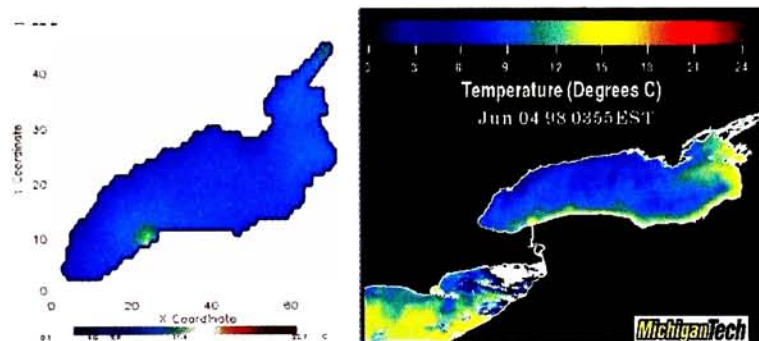 40
30
20
10
0
Y Coordinate
0 20 40 60
X Coordinate
0 3 6 9 12 15 18 21 24
Temperature (Degrees C)
Jun 04 98 0355EST
MichiganTech